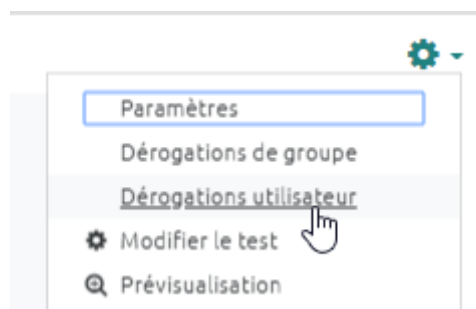 Paramètres
Dérogations de groupe
Dérogations utilisateur
Modifier le test
Prévisualisation